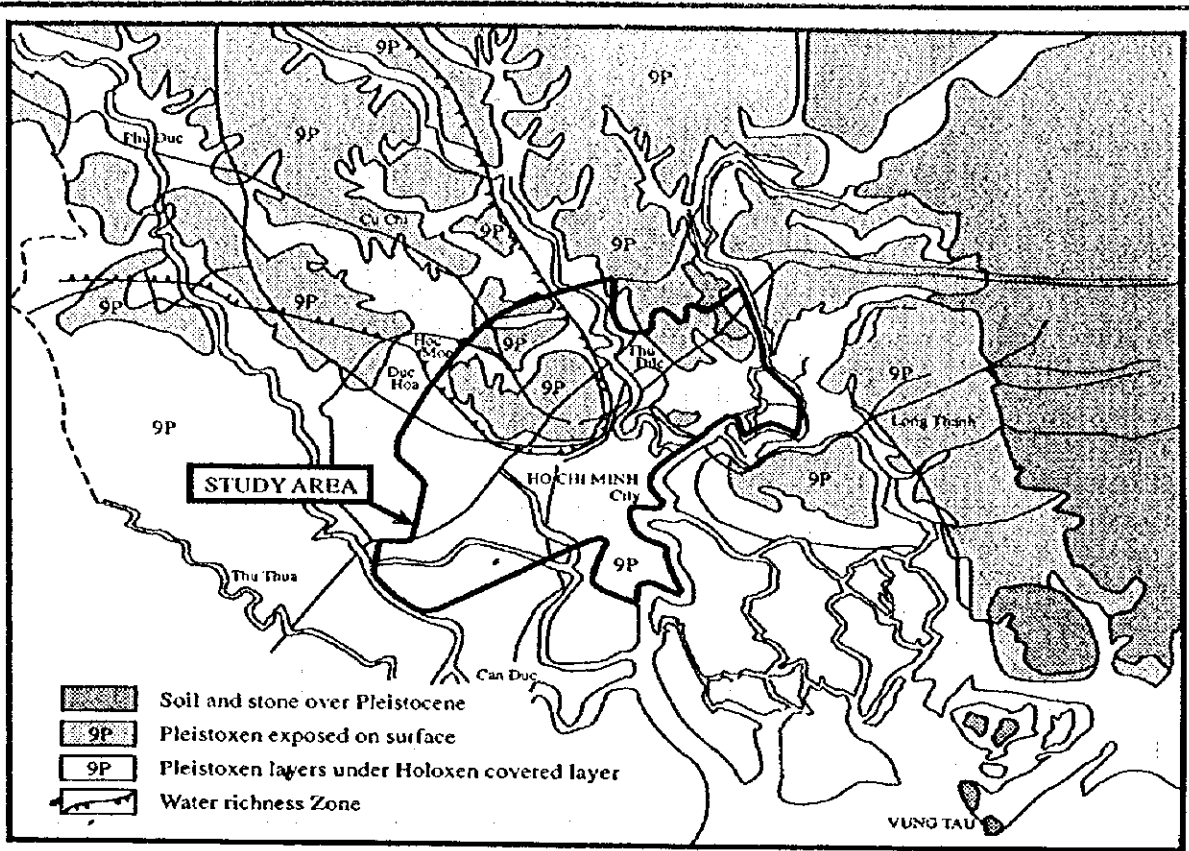 9P
9P
9P
Phu Duc
Cu Chi
9P
9P
9P
Hoc
Mon
9P
Thu
Duc
Duc
Hoa
9P
9P
Long Thanh
9P
STUDY AREA
HO CHI MINH
City
9P
9P
Thu Thua
Can Duc
Soil and stone over Pleistocene
9P Pleistoxen exposed on surface
9P Pleistoxen layers under Holoxen covered layer
Water richness Zone
VUNG TAU